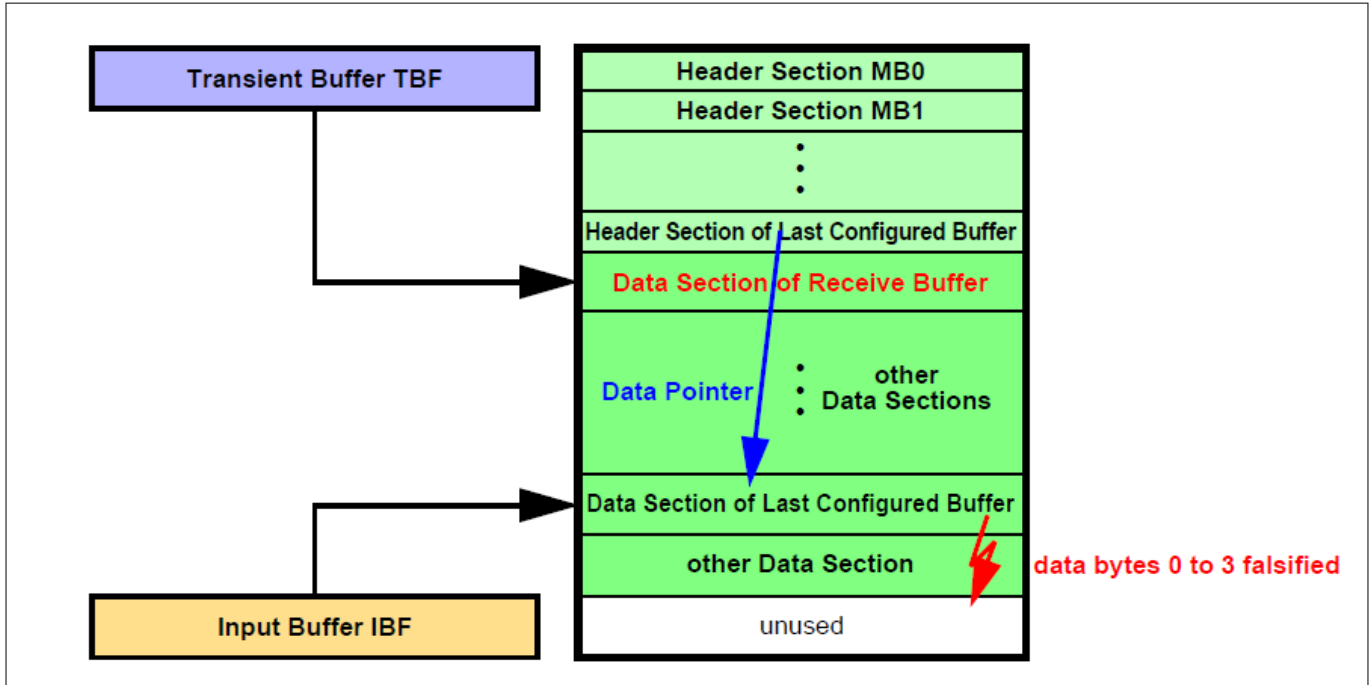 Transient Buffer TBF
Header Section MB0
Header Section MB1
Header Section of Last Configured Buffer
Data Section of Receive Buffer
Data Pointer
other
Data Sections
Data Section of Last Configured Buffer
other Data Section
data bytes 0 to 3 falsified
Input Buffer IBF
unused